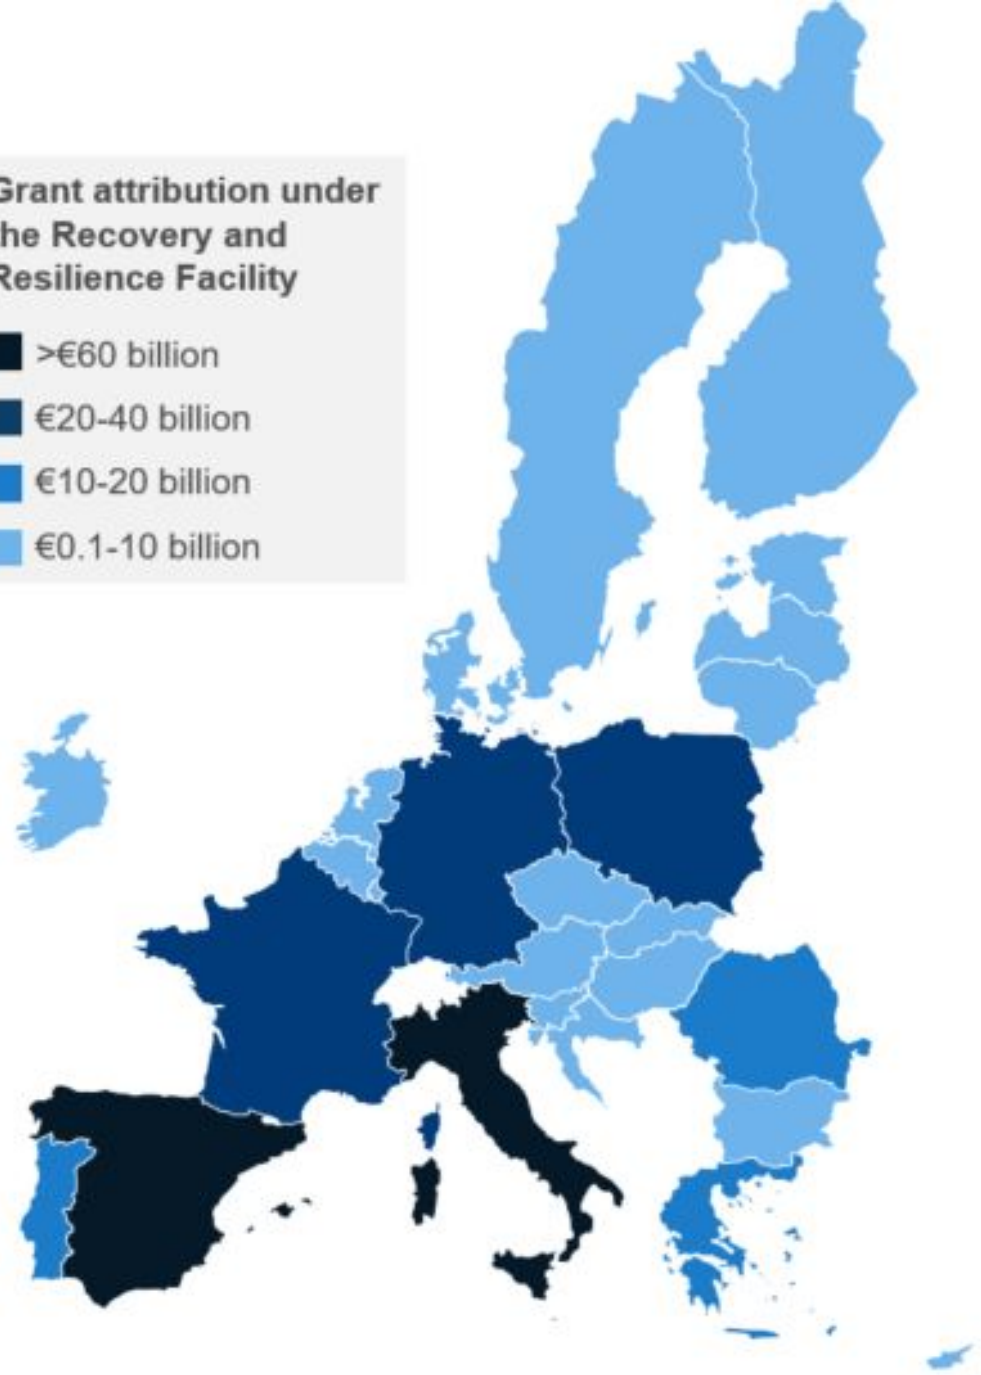 Grant attribution under
the Recovery and
Resilience Facility
>€60 billion
€20-40 billion
€10-20 billion
€0.1-10 billion